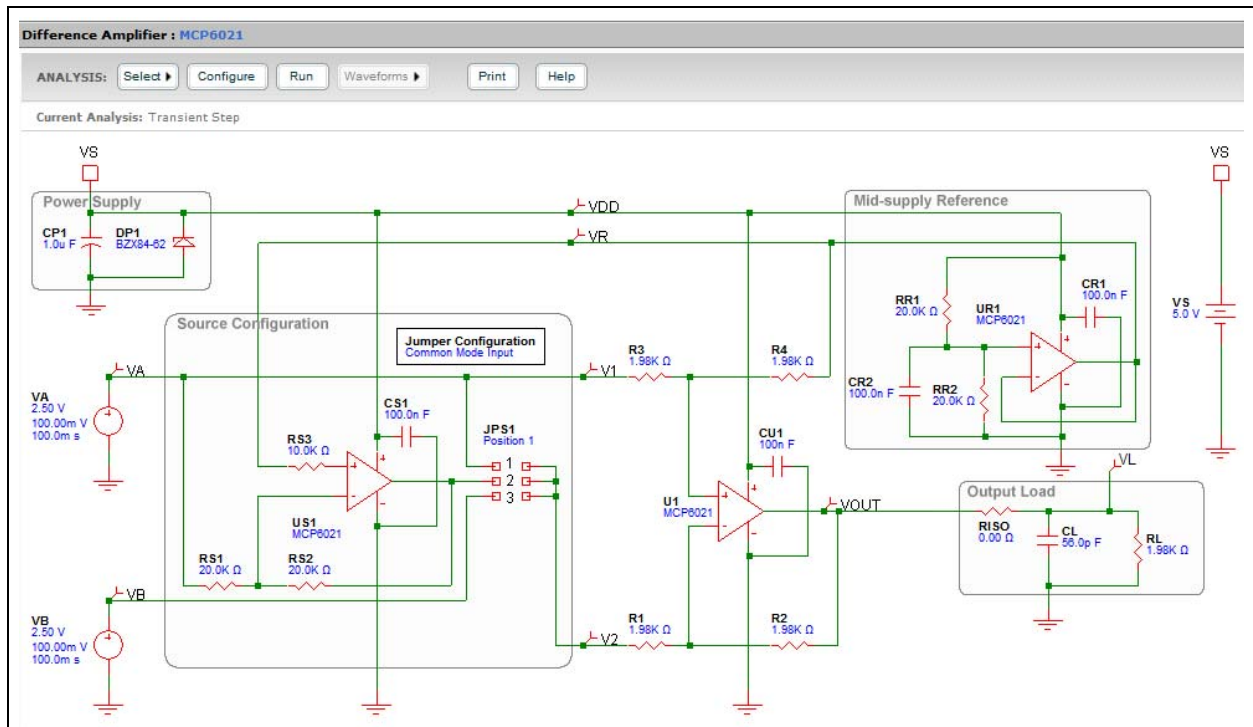 Difference Amplifier : MCP6021
ANALYSIS: Select Configure Run Waveforms Print Help
Current Analysis: Transient Step
VS
VS
Power Supply
CP1
1.0u F
DP1
BZX84-62
VDD
VR
Mid-supply Reference
RR1
20.0K Ω
UR1
MCP6021
CR1
100.0n F
CR2
100.0n F
RR2
20.0K Ω
VS
5.0 V
Source Configuration
Jumper Configuration
Common Mode Input
VA
VA
2.50 V
100.00m V
100.0m s
CS1
100.0n F
RS3
10.0K Ω
US1
MCP6021
JPS1
Position 1
1
2
3
RS1
20.0K Ω
RS2
20.0K Ω
VB
VB
2.50 V
100.00m V
100.0m s
V1
R3
1.98K Ω
R4
1.98K Ω
CU1
100n F
U1
MCP6021
VOUT
V2
R1
1.98K Ω
R2
1.98K Ω
VL
Output Load
RISO
0.00 Ω
CL
56.0p F
RL
1.98K Ω